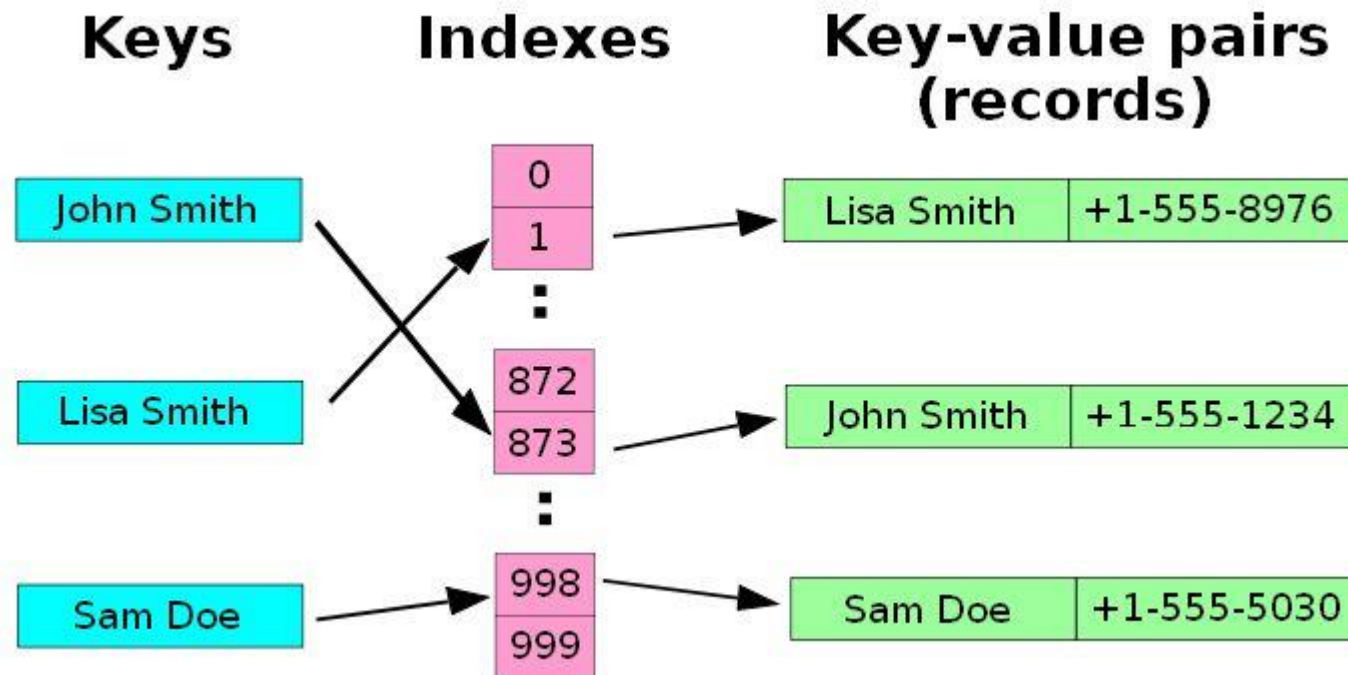 Keys
Indexes
Key-value pairs
(records)
John Smith
Lisa Smith
Sam Doe
0
1
:
872
873
:
998
999
Lisa Smith +1-555-8976
John Smith +1-555-1234
Sam Doe +1-555-5030